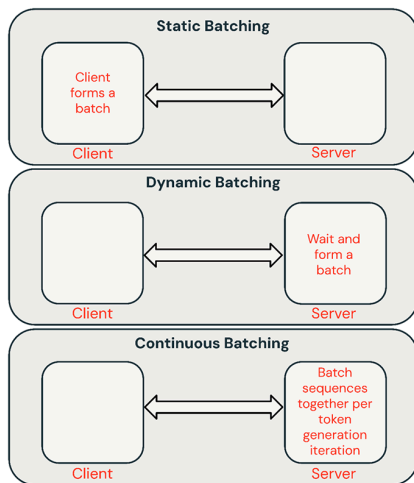 Static Batching
Client
forms a
batch
Client
Server
Dynamic Batching
Wait and
form a
batch
Client
Server
Continuous Batching
Batch
sequences
together per
token
generation
iteration
Client
Server